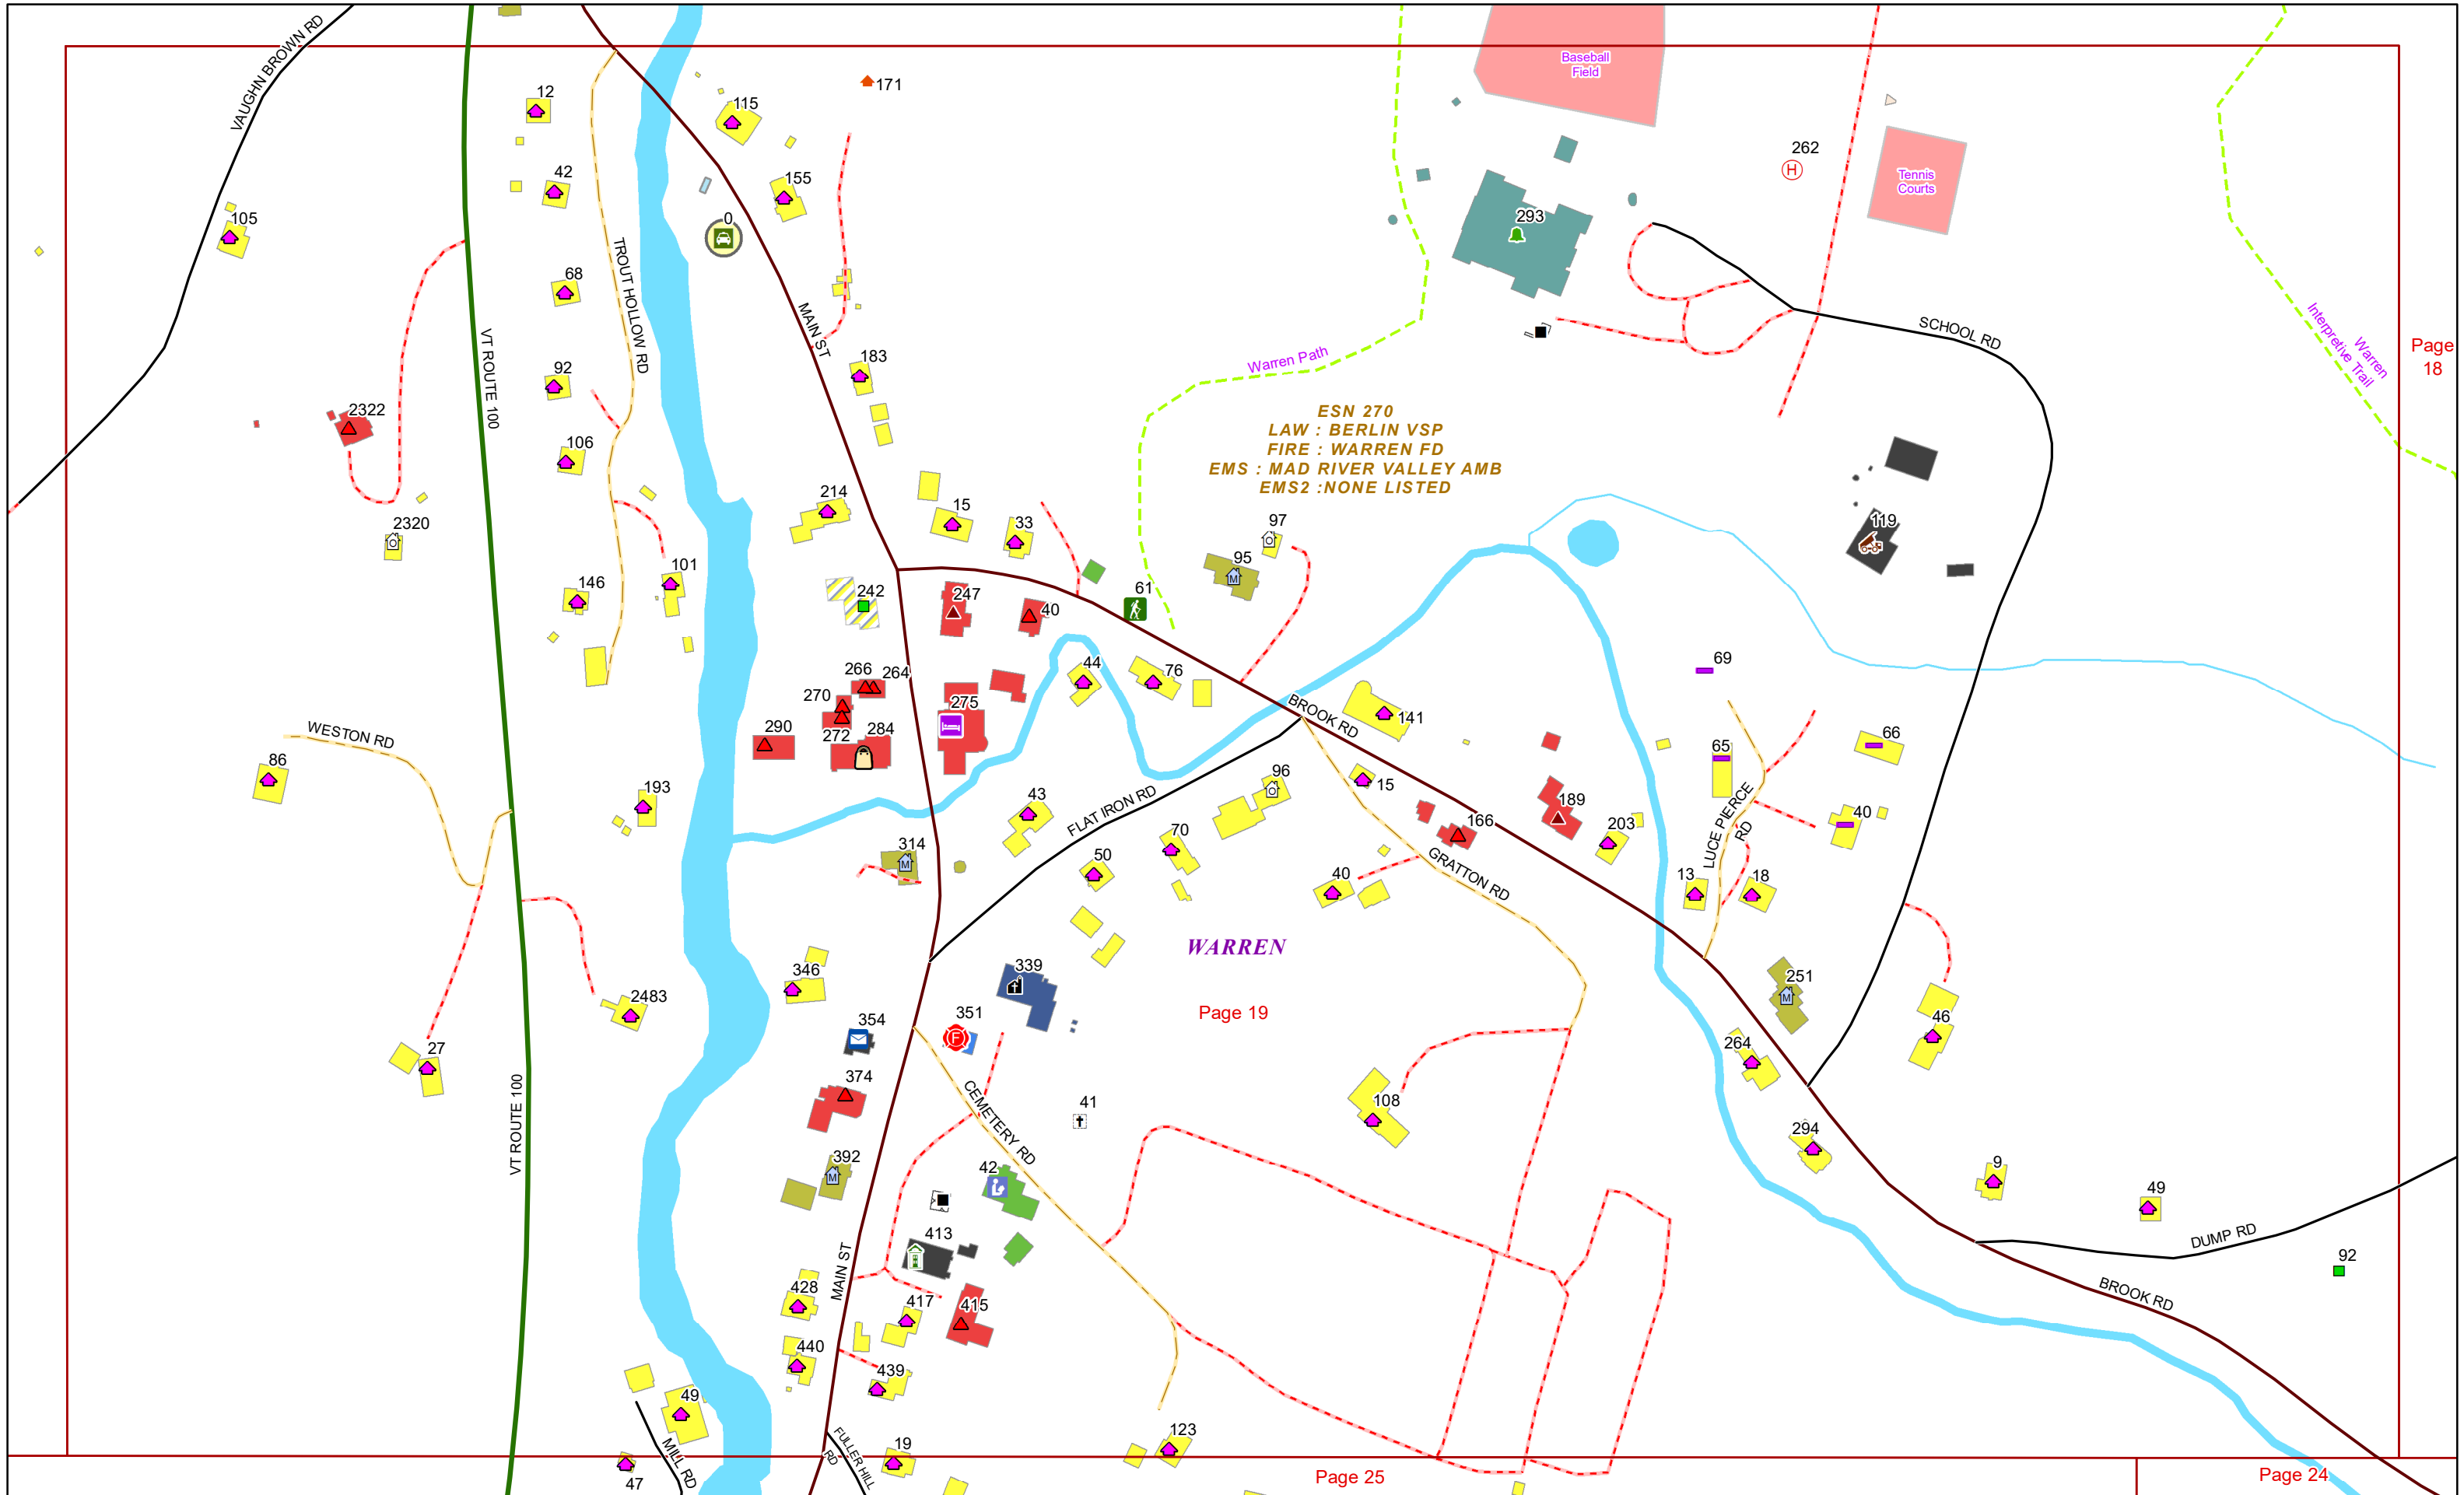 VAUGHN BROWN RD
171
Baseball
Field
12
115
262
H
42
155
Tennis
Courts
105
0
293
68
TROUT HOLLOW RD
MAIN ST
VT ROUTE 100
SCHOOL RD
Warren
Interpretive Trail
Page
18
Warren Path
183
92
2322
ESN 270
LAW : BERLIN VSP
FIRE : WARREN FD
EMS : MAD RIVER VALLEY AMB
EMS2 :NONE LISTED
106
214
15
33
2320
97
119
95
M
146
101
242
247
40
61
44
76
69
266
264
270
275
290
272
284
WESTON RD
86
193
BROOK RD
141
65
66
15
96
43
FLAT IRON RD
189
166
203
LUCE PIERCE
RD
40
70
50
314
M
GRATTON RD
40
13
18
WARREN
339
346
2483
251
M
Page 19
354
351
F
46
264
27
374
41
108
CEMETERY RD
VT ROUTE 100
294
392
M
42
9
49
413
MAIN ST
DUMP RD
92
BROOK RD
428
417
415
440
439
49
FULLER HILL
RD
MILL RD
19
123
47
Page 25
Page 24